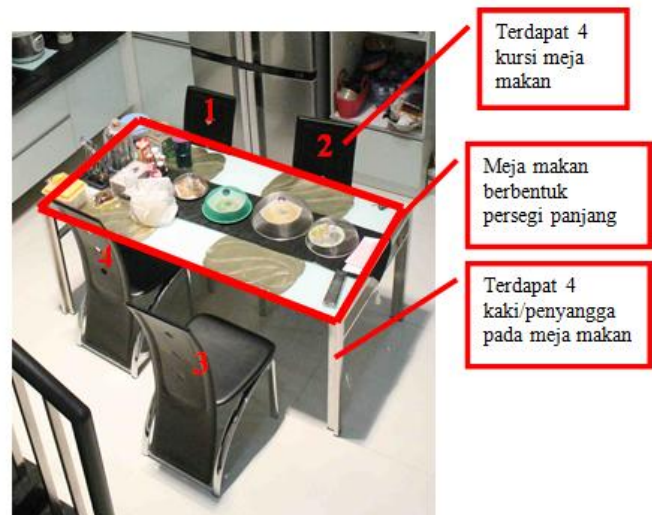 Terdapat 4
kursi meja
makan
1
2
Meja makan
berbentuk
persegi panjang
4
3
Terdapat 4
kaki/penyangga
pada meja makan